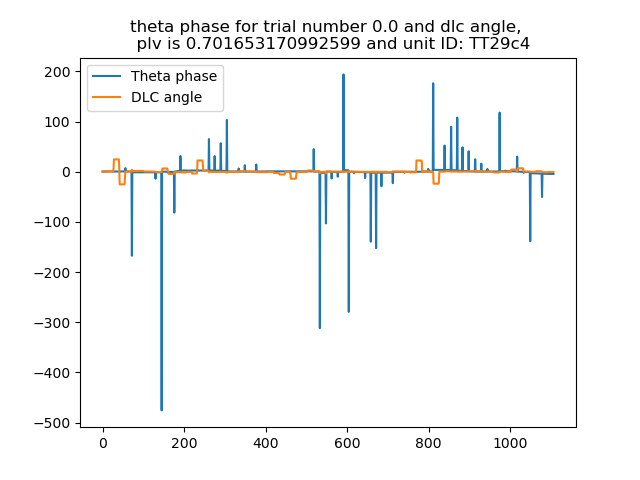 theta phase for trial number 0.0 and dlc angle,
plv is 0.701653170992599 and unit ID: TT29c4
Theta phase
DLC angle
200
100
0
−100
−200
−300
−400
−500
0 200 400 600 800 1000